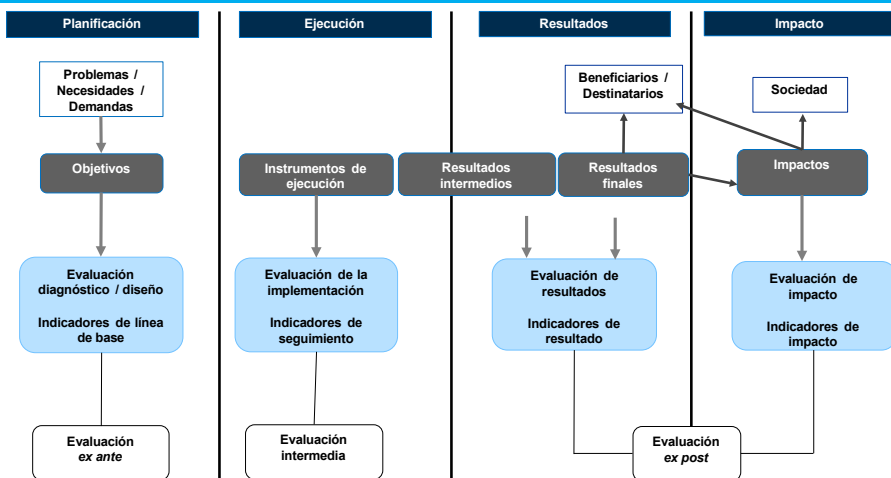 Planificación
Ejecución
Resultados
Impacto
Problemas /
Necesidades /
Demandas
Beneficiarios /
Destinatarios
Sociedad
Objetivos
Instrumentos de
ejecución
Resultados
intermedios
Resultados
finales
Impactos
Evaluación
diagnóstico / diseño
Indicadores de línea
de base
Evaluación de la
implementación
Indicadores de
seguimiento
Evaluación de
resultados
Indicadores de
resultado
Evaluación de
impacto
Indicadores de
impacto
Evaluación
ex ante
Evaluación
intermedia
Evaluación
ex post